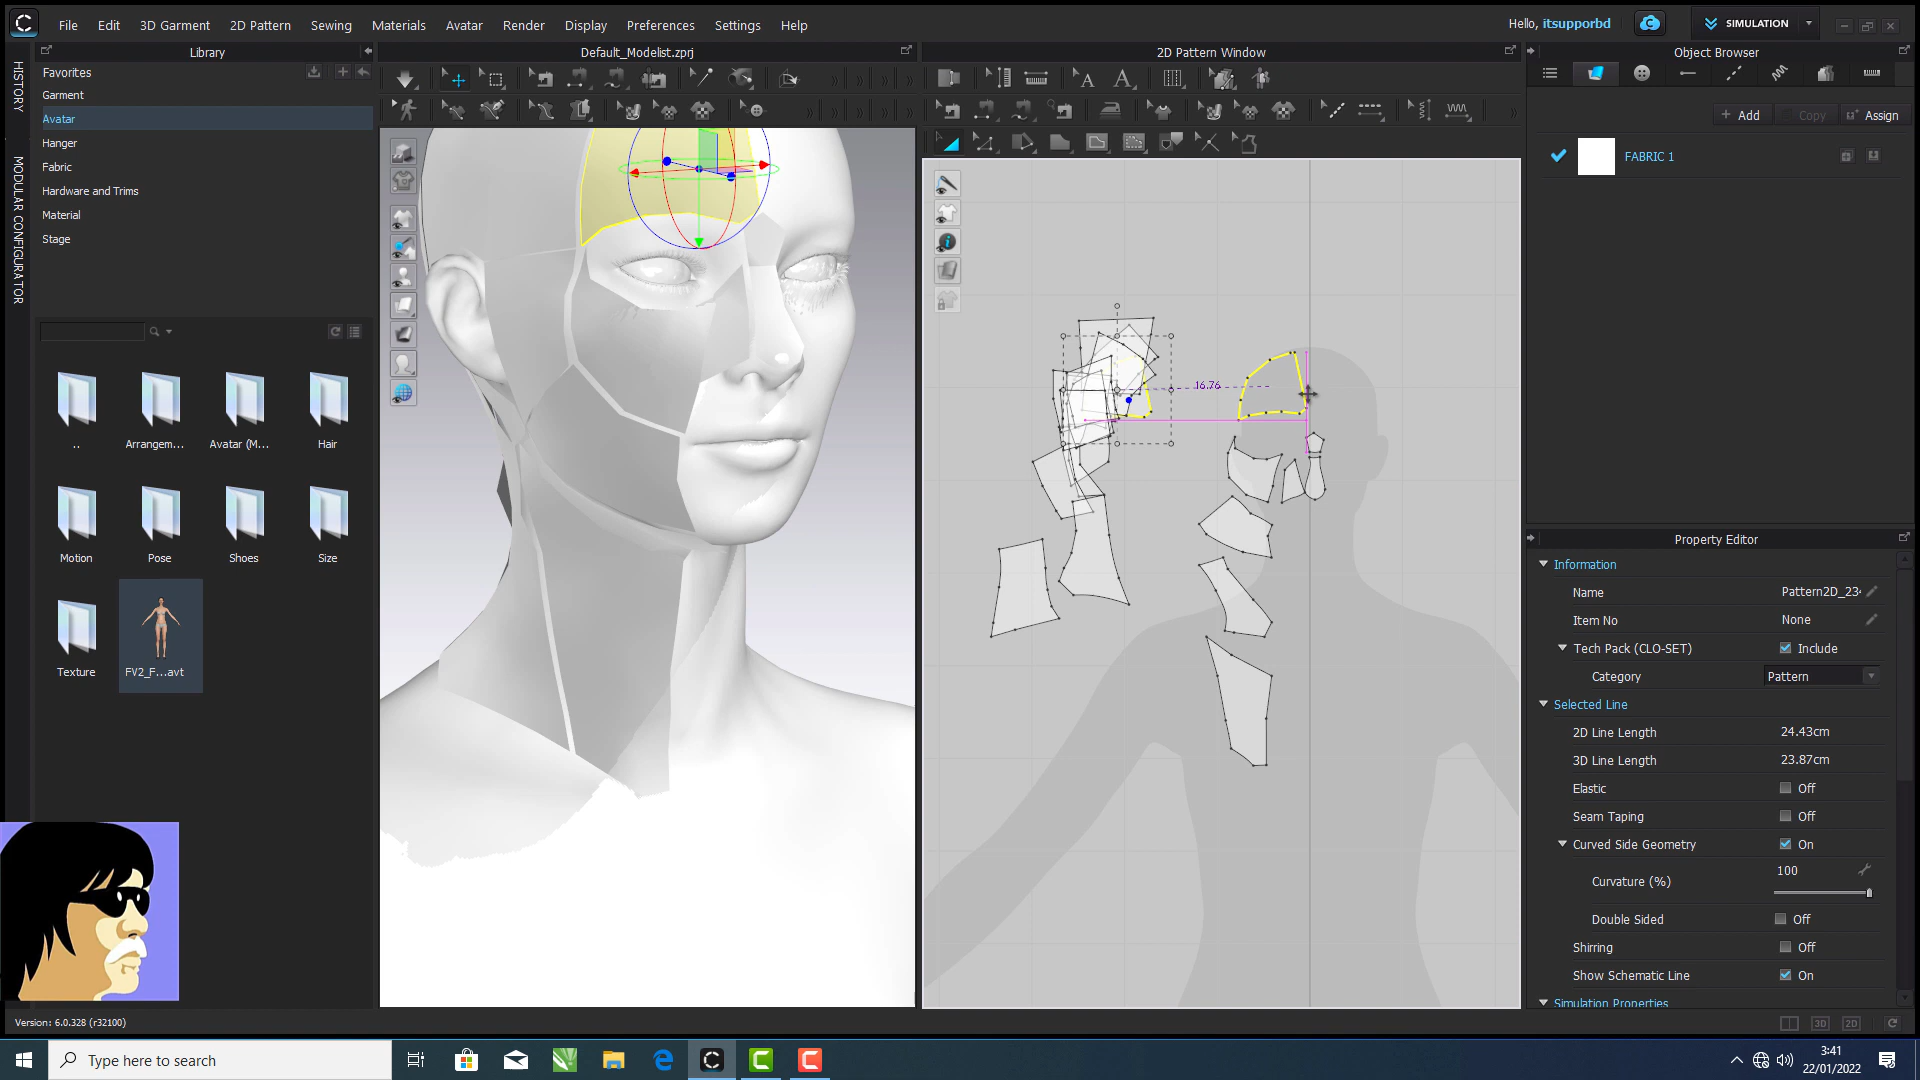 File Edit 3D Garment 2D Pattern Sewing Materials Avatar Render Display Preferences Settings Help
Hello, itsupporbd
SIMULATION
Library
Default_Modelist.zprj
2D Pattern Window
Object Browser
HISTORY
MODULAR CONFIGURATOR
Favorites
Garment
Avatar
Hanger
Fabric
Hardware and Trims
Material
Stage
..
Arrangem...
Avatar (M...
Hair
Motion
Pose
Shoes
Size
Texture
FV2_F...avt
16.76
Add
Copy
Assign
FABRIC 1
Property Editor
Information
Name Pattern2D_234
Item No None
Tech Pack (CLO-SET) Include
Category Pattern
Selected Line
2D Line Length 24.43cm
3D Line Length 23.87cm
Elastic Off
Seam Taping Off
Curved Side Geometry On
Curvature (%) 100
Double Sided Off
Shirring Off
Show Schematic Line On
Simulation Properties
Version: 6.0.328 (r32100)
3D
2D
Type here to search
3:41
22/01/2022